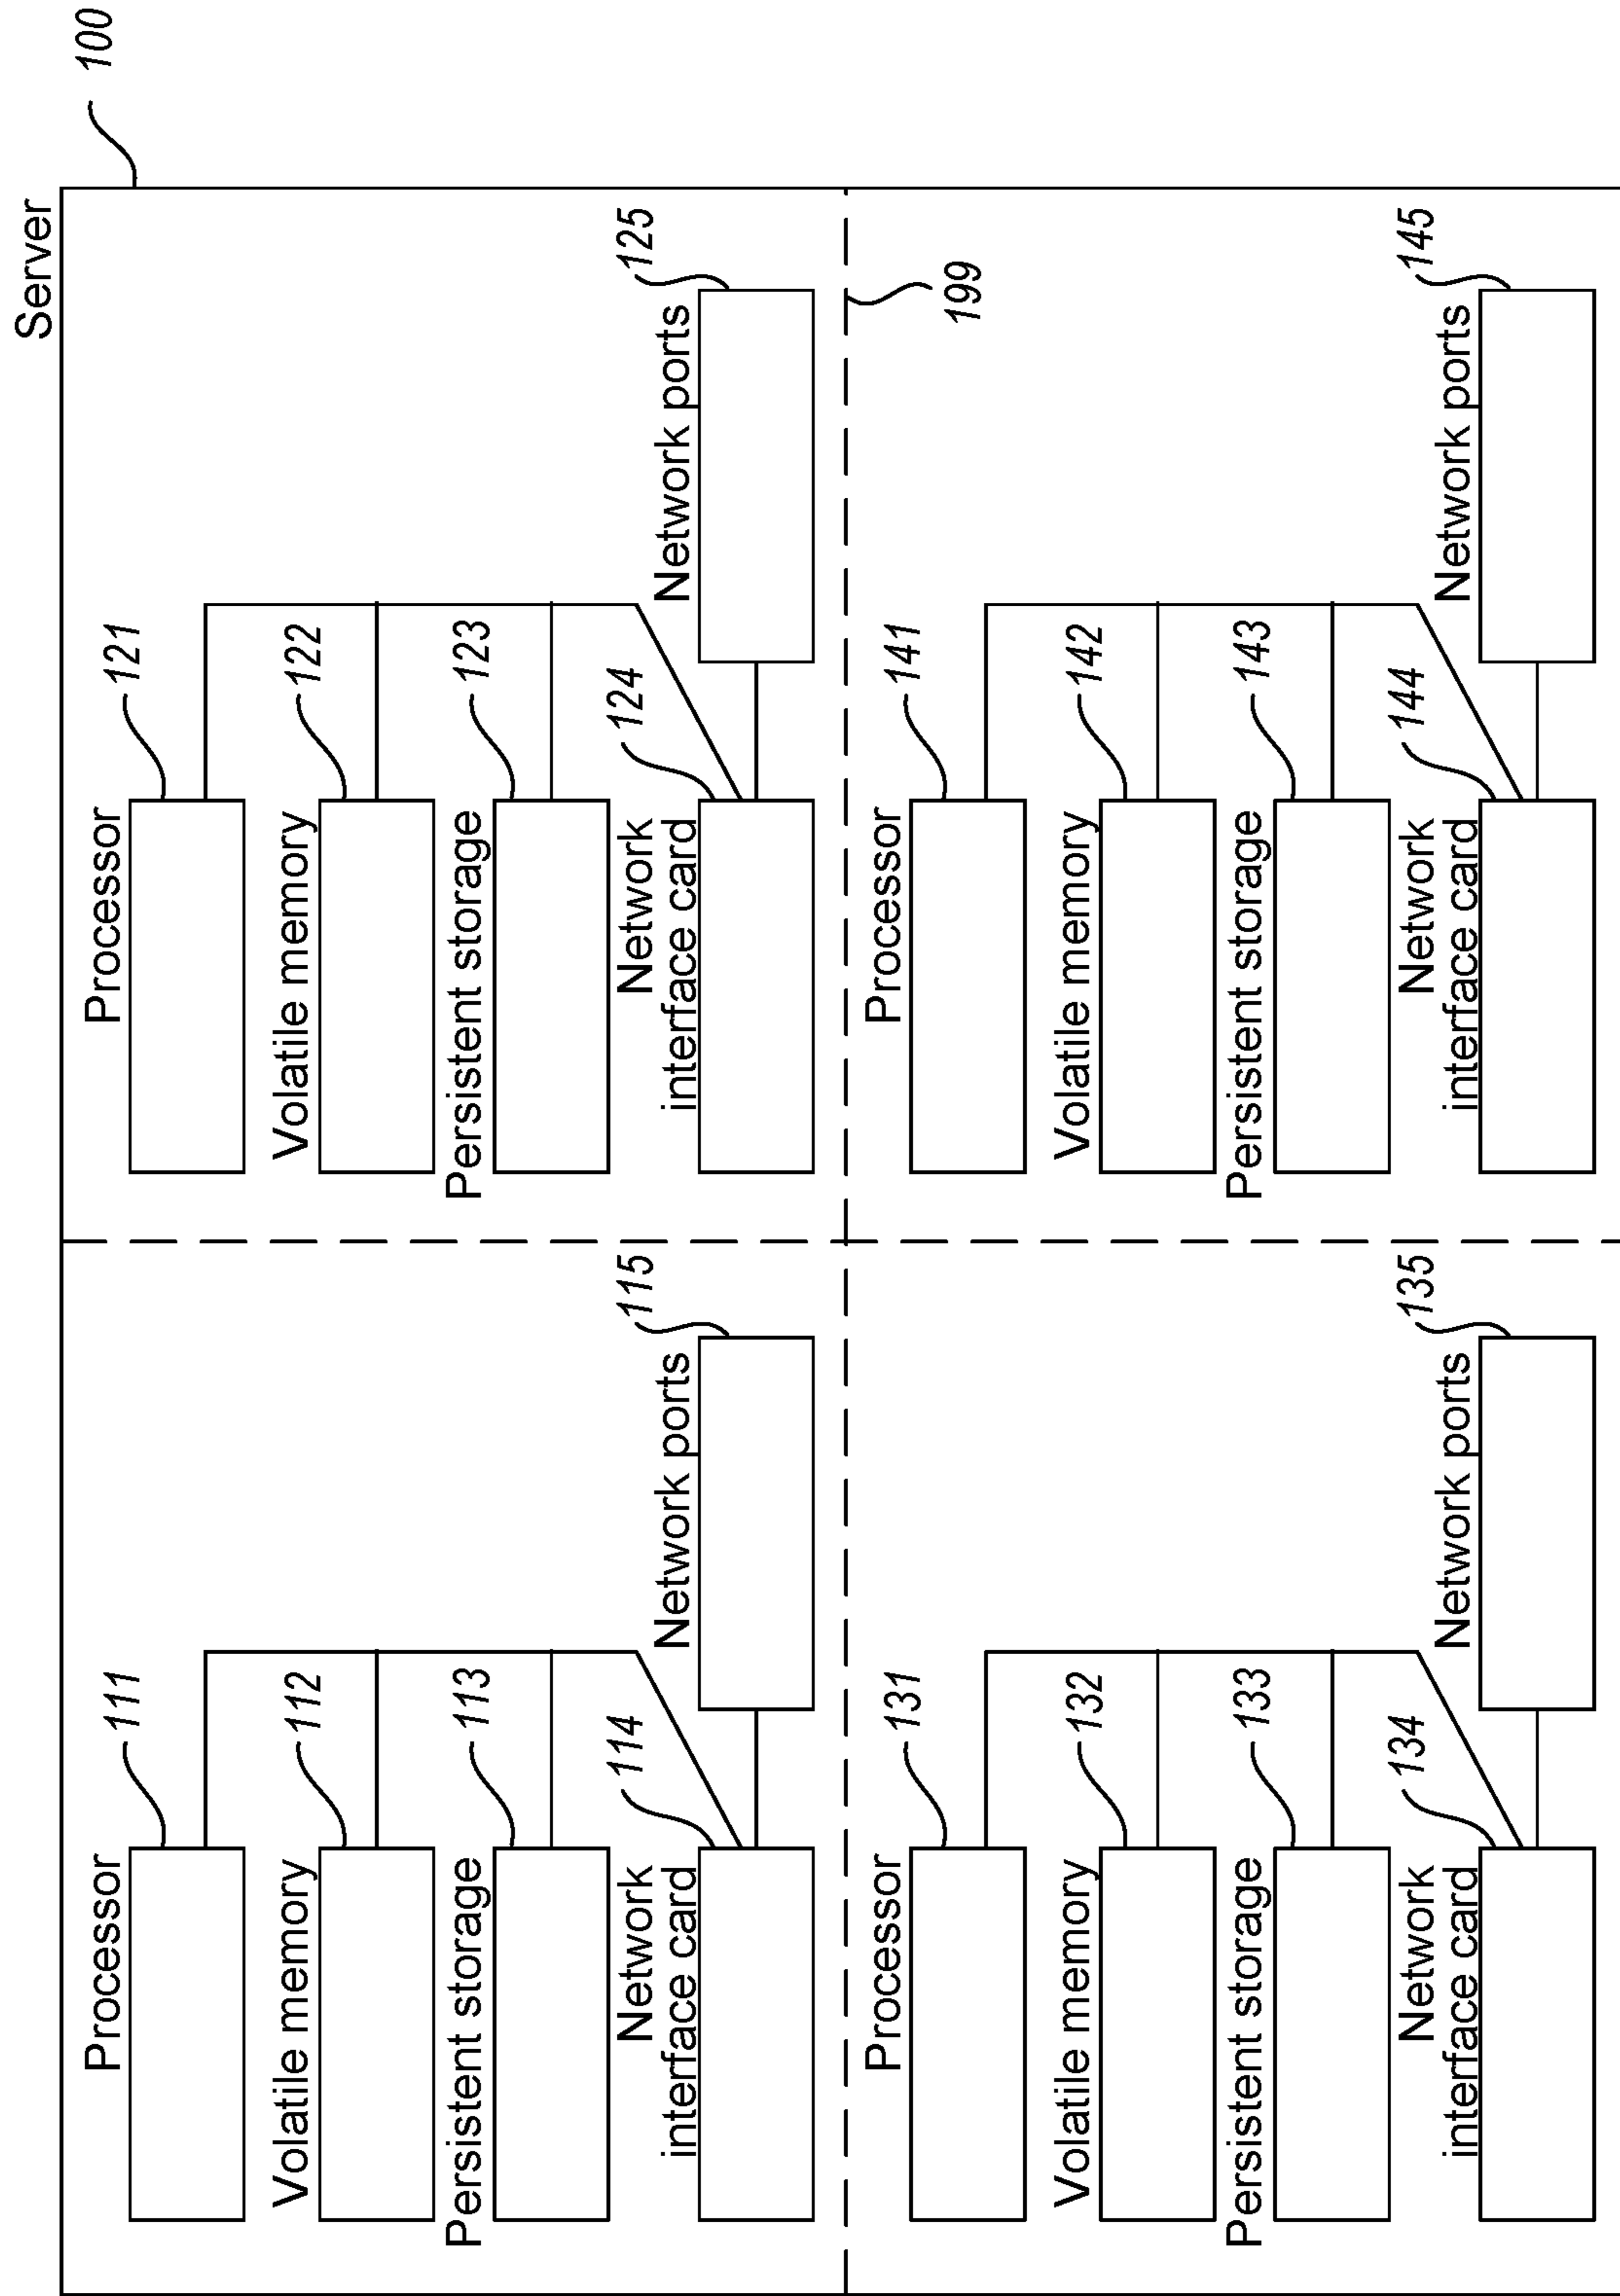 Server
100
Processor
111
Volatile memory
112
Persistent storage
113
Network
interface card
114
Network ports
115
Processor
121
Volatile memory
122
Persistent storage
123
Network
interface card
124
Network ports
125
199
Processor
131
Volatile memory
132
Persistent storage
133
Network
interface card
134
Network ports
135
Processor
141
Volatile memory
142
Persistent storage
143
Network
interface card
144
Network ports
145